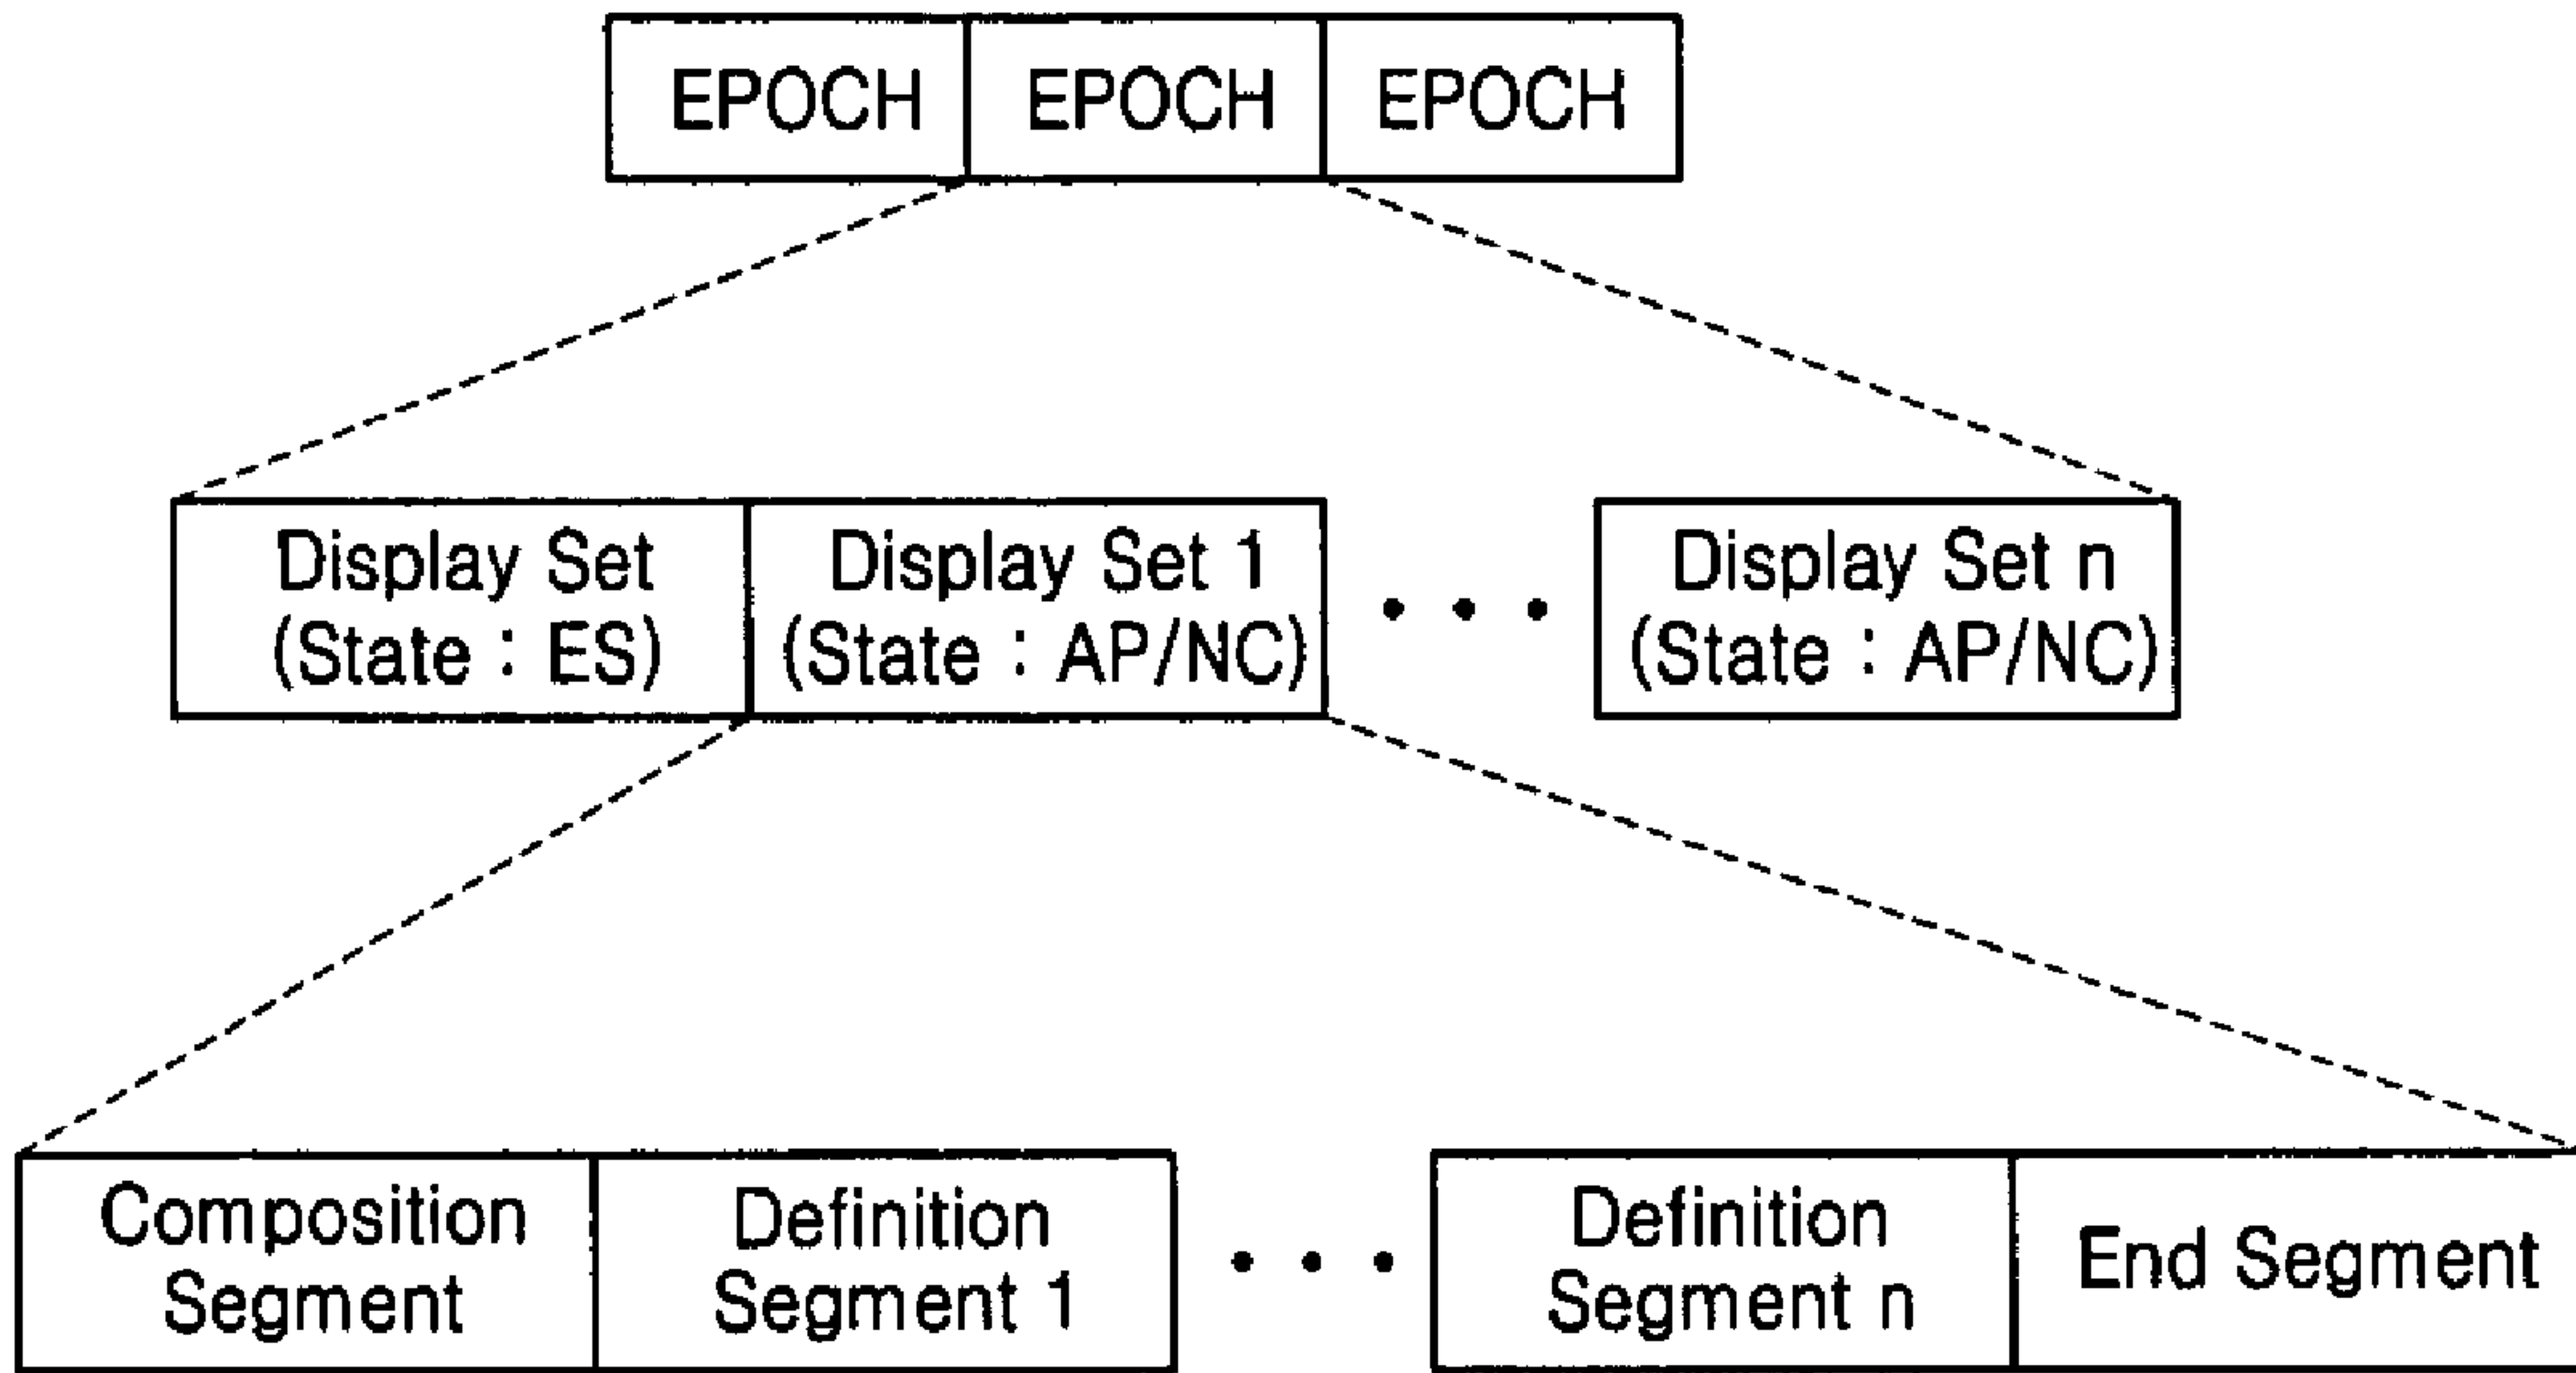 EPOCH EPOCH EPOCH
Display Set Display Set 1 Display Set n
(State : ES) (State : AP/NC) • • • (State : AP/NC)
Composition Definition Definition End Segment
Segment Segment 1 • • • Segment n